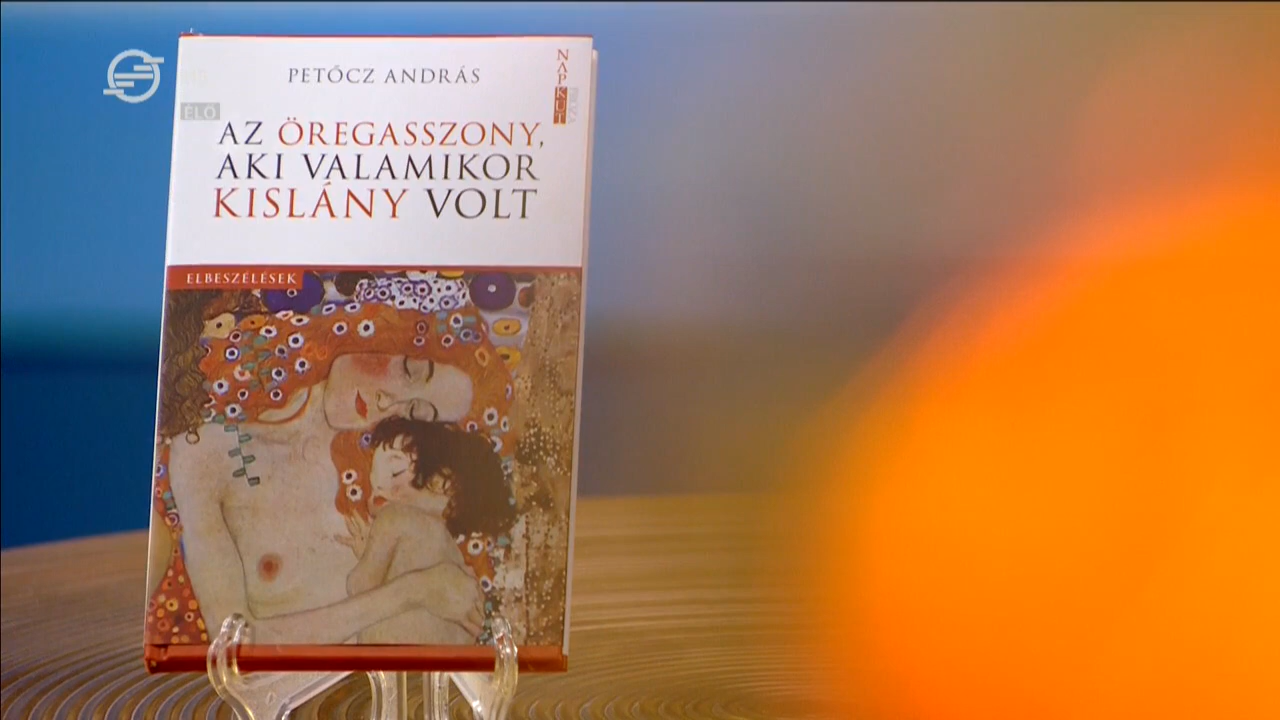 PETŐCZ ANDRÁS
NAPKÚT
ÉLŐ
AZ ÖREGASSZONY,
AKI VALAMIKOR
KISLÁNY VOLT
ELBESZÉLÉSEK